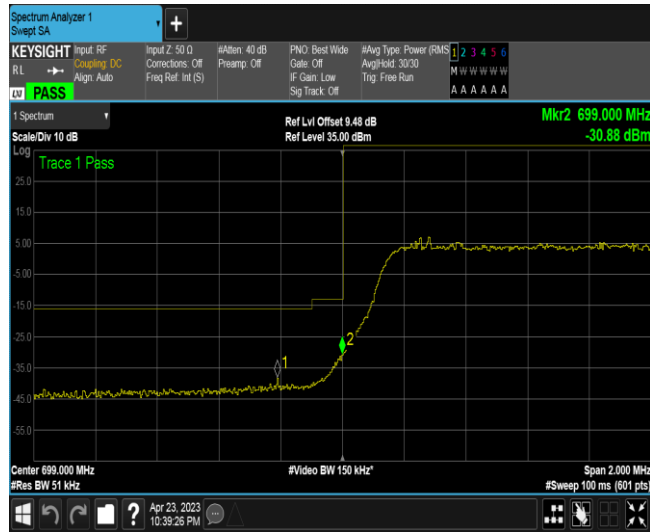 Spectrum Analyzer 1
Swept SA
+
KEYSIGHT
RL
LXI
PASS
Input: RF
Coupling: DC
Align: Auto
Input Z: 50 Ω
Corrections: Off
Freq Ref: Int (S)
#Atten: 40 dB
Preamp: Off
PNO: Best Wide
Gate: Off
IF Gain: Low
Sig Track: Off
#Avg Type: Power (RMS
Avg|Hold: 30/30
Trig: Free Run
1 2 3 4 5 6
M W W W W W
A A A A A A
1 Spectrum
Scale/Div 10 dB
Ref Lvl Offset 9.48 dB
Ref Level 35.00 dBm
Mkr2 699.000 MHz
-30.88 dBm
Log
Trace 1 Pass
25.0
15.0
5.00
-5.00
-15.0
-25.0
-35.0
-45.0
-55.0
1
2
Center 699.000 MHz
#Res BW 51 kHz
#Video BW 150 kHz*
Span 2.000 MHz
#Sweep 100 ms (601 pts)
?
Apr 23, 2023
10:39:26 PM